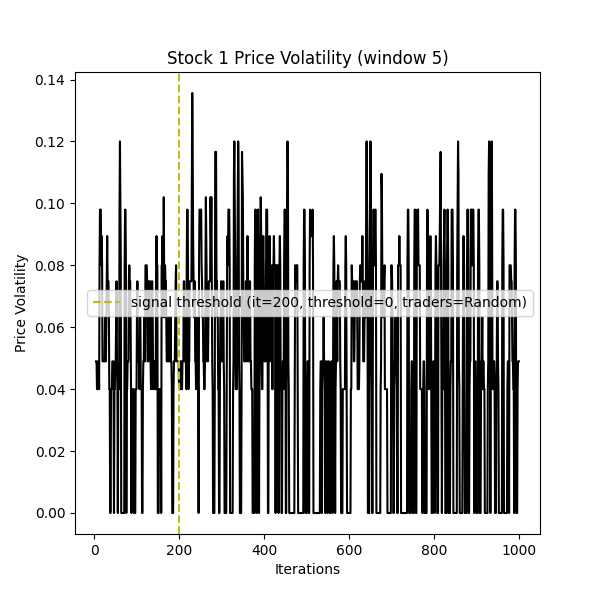 Stock 1 Price Volatility (window 5)
0.14
0.12
0.10
0.08
0.06
0.04
0.02
0.00
Price Volatility
signal threshold (it=200, threshold=0, traders=Random)
0 200 400 600 800 1000
Iterations